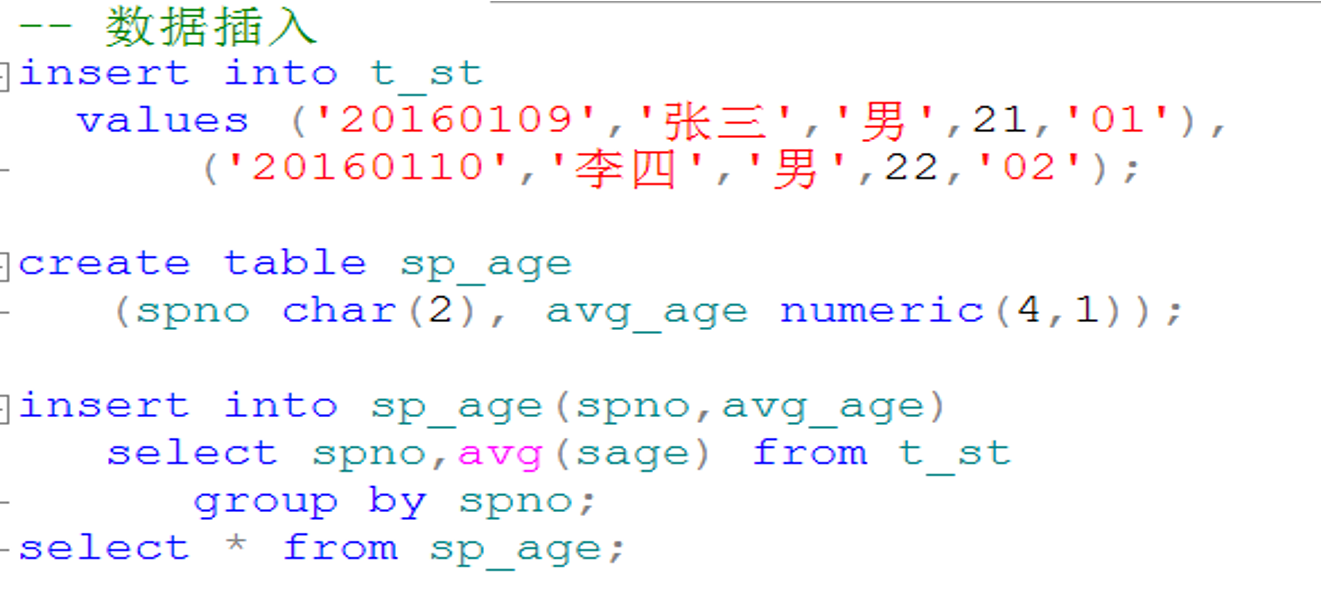 -- 数据插入
insert into t_st
values ('20160109','张三','男',21,'01'),
('20160110','李四','男',22,'02');
create table sp_age
(spno char(2), avg_age numeric(4,1));
insert into sp_age(spno,avg_age)
select spno,avg(sage) from t_st
group by spno;
select * from sp_age;